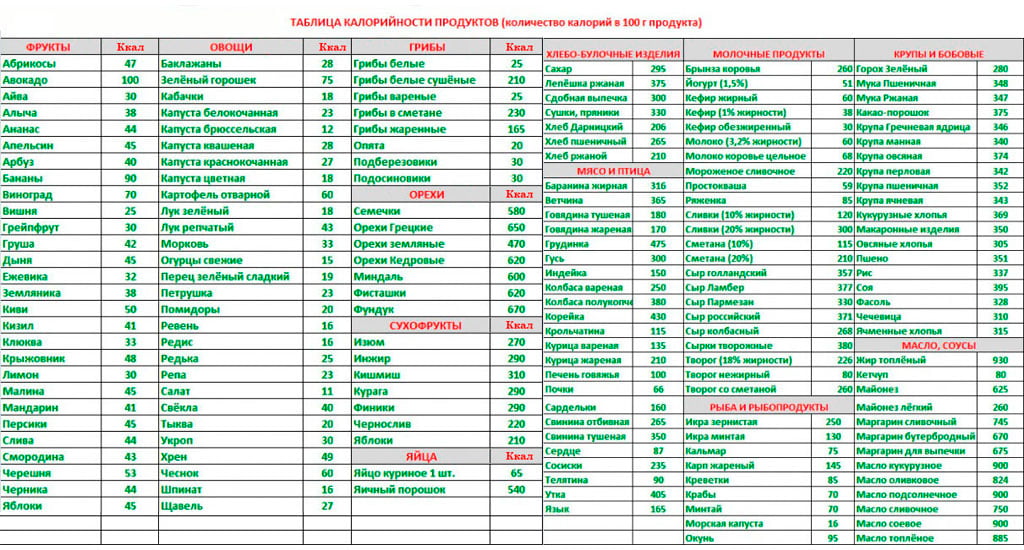 ТАБЛИЦА КАЛОРИЙНОСТИ ПРОДУКТОВ (количество калорий в 100 г продукта)
ФРУКТЫ Ккал
Абрикосы 47
Авокадо 100
Айва 30
Алыча 38
Ананас 44
Апельсин 45
Арбуз 40
Бананы 90
Виноград 70
Вишня 25
Грейпфрут 30
Груша 42
Дыня 45
Ежевика 32
Земляника 38
Киви 50
Кизил 41
Клюква 33
Крыжовник 48
Лимон 30
Малина 45
Мандарин 41
Персики 45
Слива 44
Смородина 43
Черешня 53
Черника 44
Яблоки 45
ОВОЩИ Ккал
Баклажаны 28
Зелёный горошек 75
Кабачки 18
Капуста белокочанная 23
Капуста брюссельская 12
Капуста квашеная 28
Капуста краснокочанная 27
Капуста цветная 18
Картофель отварной 60
Лук зелёный 18
Лук репчатый 43
Морковь 33
Огурцы свежие 15
Перец зелёный сладкий 19
Петрушка 23
Помидоры 20
Ревень 16
Редис 16
Редька 25
Репа 23
Салат 11
Свёкла 40
Тыква 20
Укроп 30
Хрен 49
Чеснок 60
Шпинат 16
Щавель 27
ГРИБЫ Ккал
Грибы белые 25
Грибы белые сушёные 210
Грибы вареные 25
Грибы в сметане 230
Грибы жаренные 165
Опята 20
Подберезовики 30
Подосиновики 30
ОРЕХИ Ккал
Семечки 580
Орехи Грецкие 650
Орехи земляные 470
Орехи Кедровые 620
Миндаль 600
Фисташки 620
Фундук 670
СУХОФРУКТЫ Ккал
Изюм 270
Инжир 290
Кишмиш 310
Курага 290
Финики 290
Чернослив 220
Яблоки 210
ЯЙЦА Ккал
Яйцо куриное 1 шт. 65
Яичный порошок 540
ХЛЕБО-БУЛОЧНЫЕ ИЗДЕЛИЯ
Сахар 295
Лепёшка ржаная 375
Сдобная выпечка 300
Сушки, пряники 330
Хлеб Дарницкий 206
Хлеб пшеничный 265
Хлеб ржаной 210
МЯСО И ПТИЦА
Баранина жирная 316
Ветчина 365
Говядина тушеная 180
Говядина жареная 170
Грудинка 475
Гусь 300
Индейка 150
Колбаса вареная 250
Колбаса полукопч 380
Корейка 430
Крольчатина 115
Курица вареная 135
Курица жареная 210
Печень говяжья 100
Почки 66
Сардельки 160
Свинина отбивная 265
Свинина тушеная 350
Сердце 87
Сосиски 235
Телятина 90
Утка 405
Язык 165
МОЛОЧНЫЕ ПРОДУКТЫ
Брынза коровья 260
Йогурт (1,5%) 51
Кефир жирный 60
Кефир (1% жирности) 38
Кефир обезжиренный 30
Молоко (3,2% жирности) 60
Молоко коровье цельное 68
Мороженое сливочное 220
Простокваша 59
Ряженка 85
Сливки (10% жирности) 120
Сливки (20% жирности) 300
Сметана (10%) 115
Сметана (20%) 210
Сыр голландский 357
Сыр Ламбер 377
Сыр Пармезан 330
Сыр российский 371
Сыр колбасный 268
Сырки творожные 380
Творог (18% жирности) 226
Творог нежирный 80
Творог со сметаной 260
РЫБА И РЫБОПРОДУКТЫ
Икра зернистая 250
Икра минтая 130
Кальмар 75
Карп жареный 145
Креветки 85
Крабы 70
Минтай 70
Морская капуста 16
Окунь 95
КРУПЫ И БОБОВЫЕ
Горох Зелёный 280
Мука Пшеничная 348
Мука Ржаная 347
Какао-порошок 375
Крупа Гречневая ядрица 346
Крупа манная 340
Крупа овсяная 374
Крупа перловая 342
Крупа пшеничная 352
Крупа ячневая 343
Кукурузные хлопья 369
Макаронные изделия 350
Овсяные хлопья 305
Пшено 351
Рис 337
Соя 395
Фасоль 328
Чечевица 310
Ячменные хлопья 315
МАСЛО, СОУСЫ
Жир топлёный 930
Кетчуп 80
Майонез 625
Майонез лёгкий 260
Маргарин сливочный 745
Маргарин бутербродный 670
Маргарин для выпечки 675
Масло кукурузное 900
Масло оливковое 824
Масло подсолнечное 900
Масло сливочное 750
Масло соевое 900
Масло топлёное 885